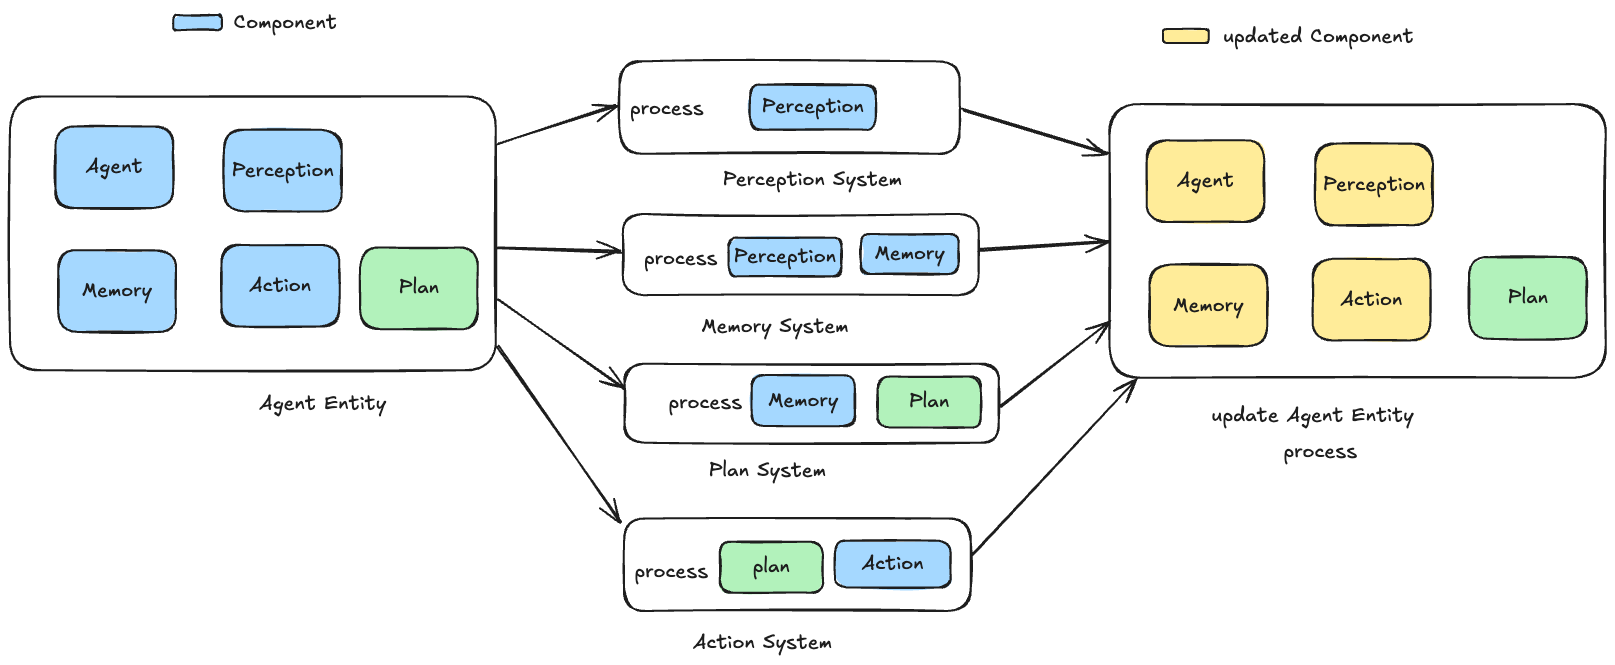 Component
updated Component
Agent
Perception
Memory
Action
Plan
Agent Entity
process
Perception
Perception System
process
Perception
Memory
Memory System
process
Memory
Plan
Plan System
process
plan
Action
Action System
Agent
Perception
Memory
Action
Plan
update Agent Entity
process